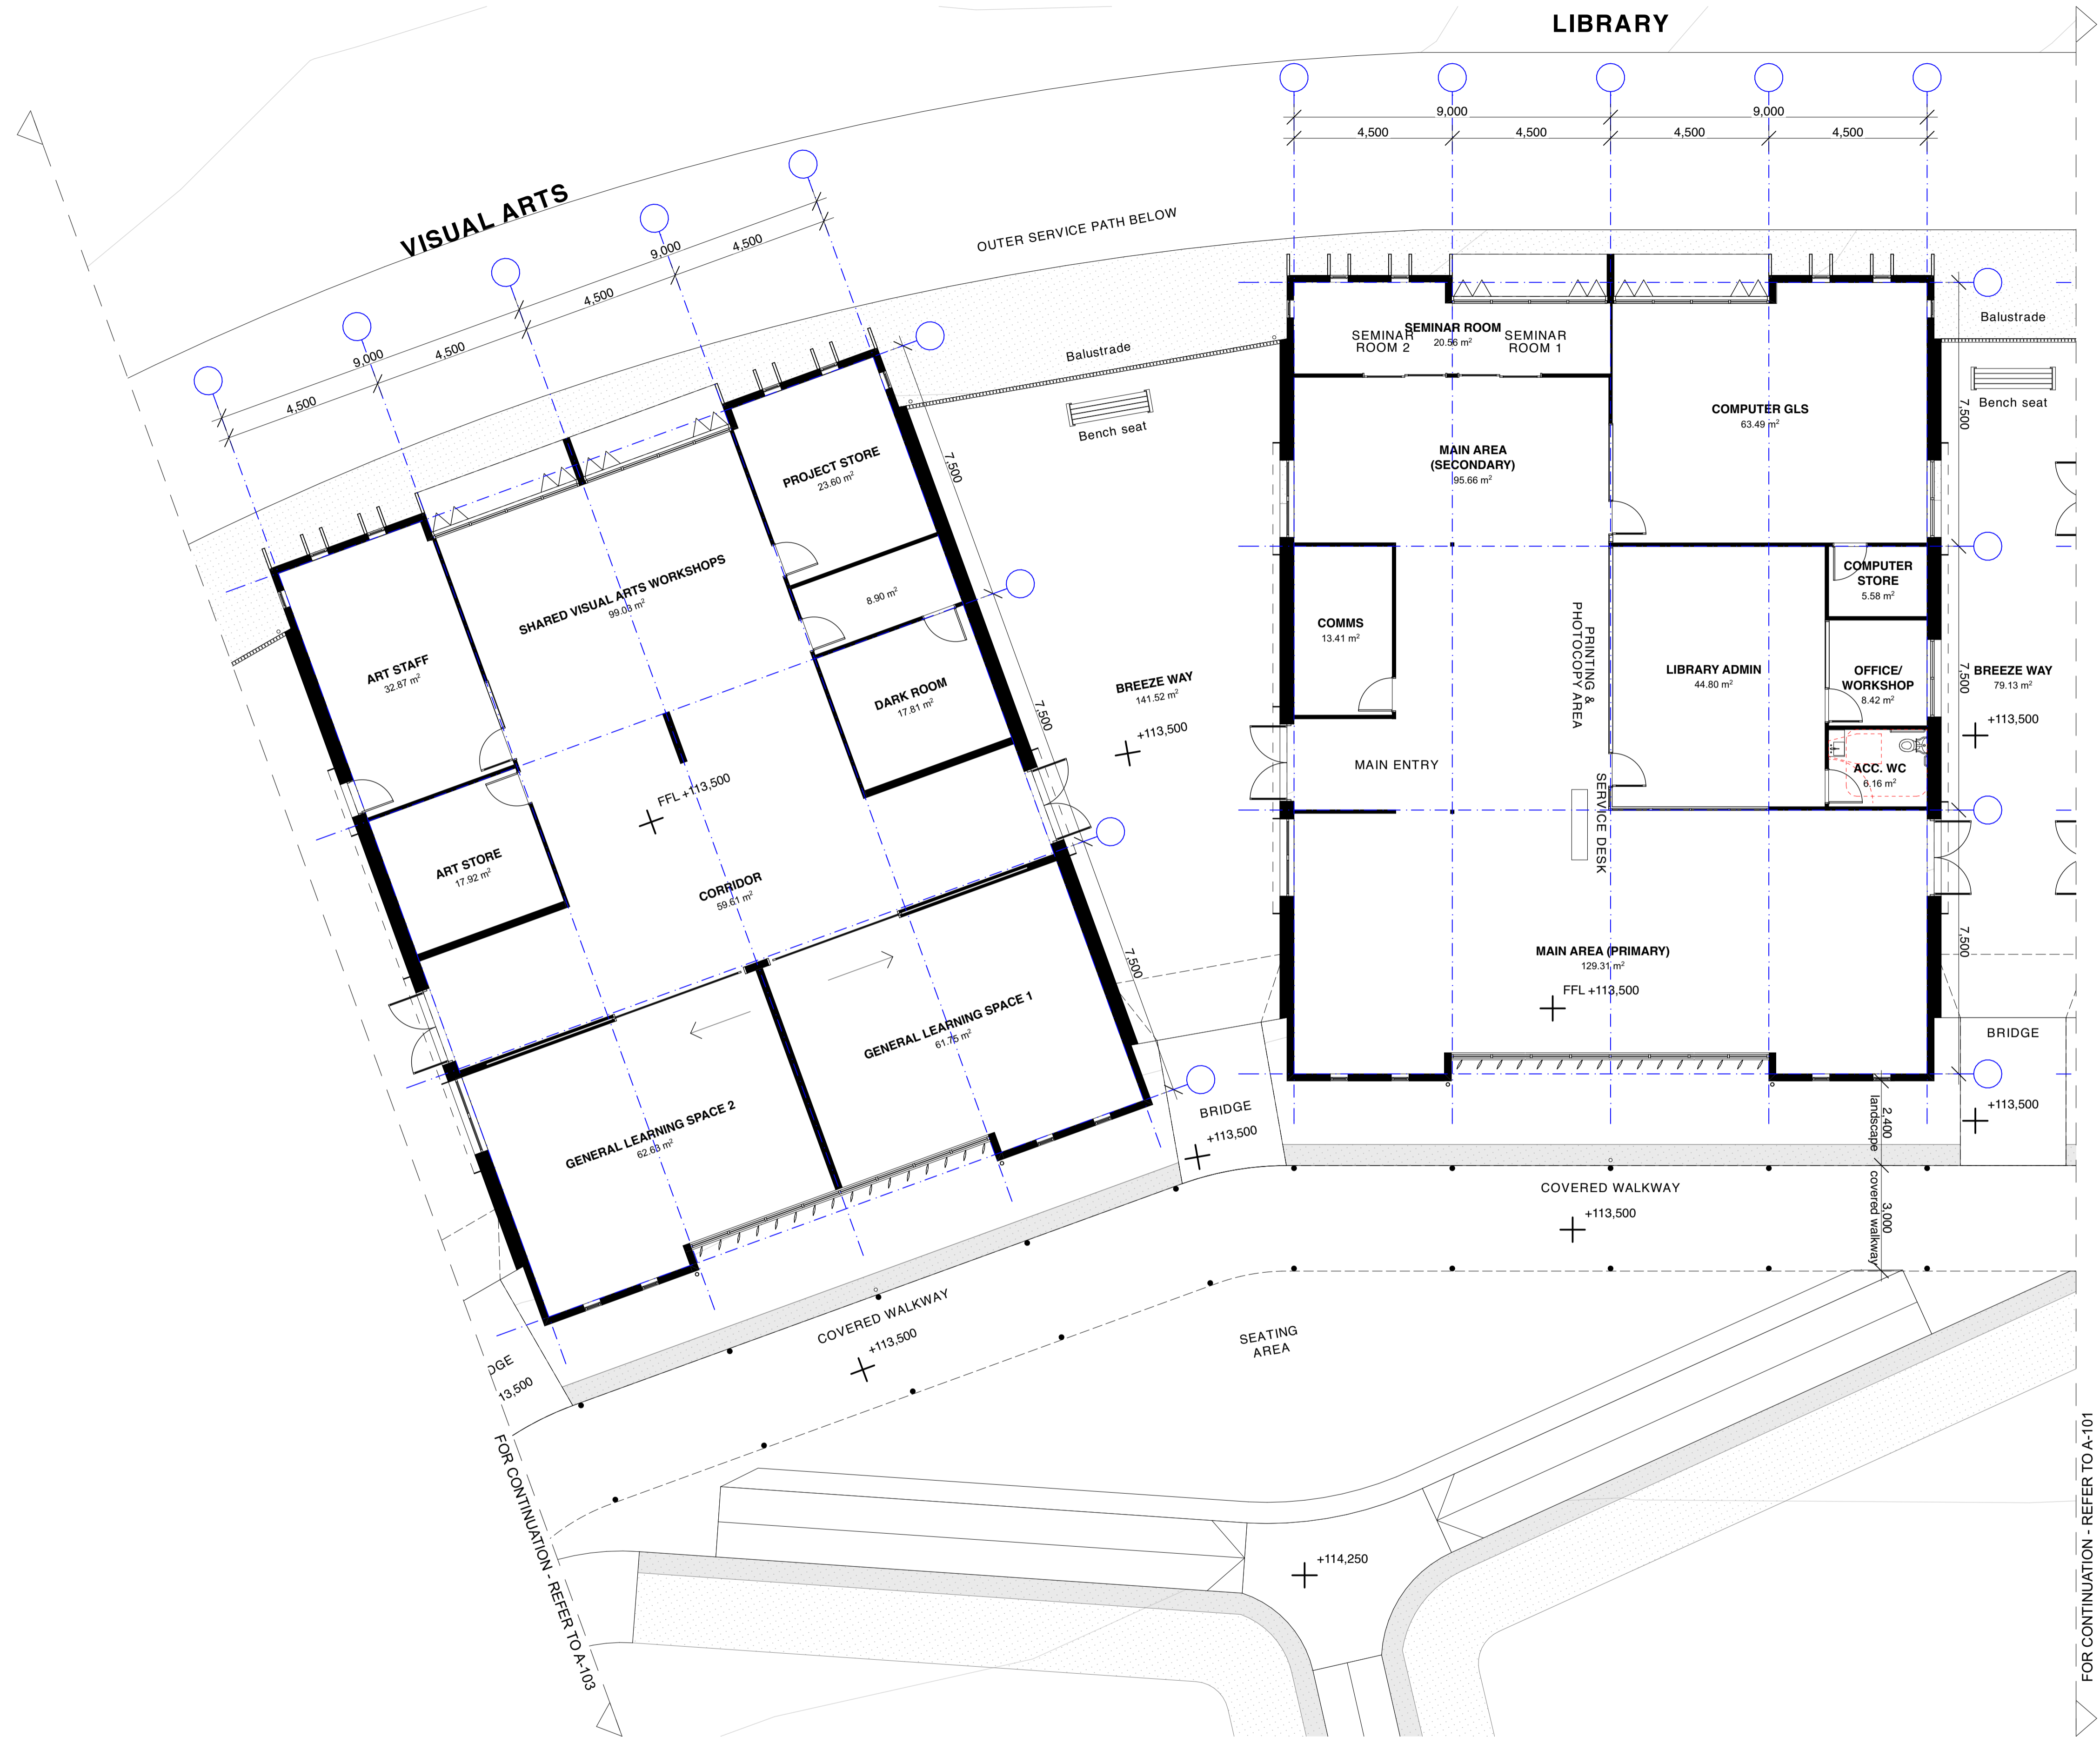 LIBRARY
9,000
9,000
4,500
4,500
4,500
4,500
VISUAL ARTS
9,000
4,500
9,000
4,500
4,500
4,500
OUTER SERVICE PATH BELOW
Balustrade
Bench seat
Balustrade
Bench seat
SEMINAR ROOM
20.56 m²
SEMINAR
ROOM 2
SEMINAR
ROOM 1
COMPUTER GLS
63.49 m²
7,500
MAIN AREA
(SECONDARY)
95.66 m²
PROJECT STORE
23.60 m²
7,500
SHARED VISUAL ARTS WORKSHOPS
99.03 m²
8.90 m²
ART STAFF
32.87 m²
DARK ROOM
17.81 m²
7,500
BREEZE WAY
141.52 m²
+113,500
COMMS
13.41 m²
PRINTING &
PHOTOCOPY AREA
COMPUTER
STORE
5.58 m²
LIBRARY ADMIN
44.80 m²
OFFICE/
WORKSHOP
8.42 m²
7,500
BREEZE WAY
79.13 m²
+113,500
ACC. WC
6.16 m²
MAIN ENTRY
SERVICE DESK
FFL +113,500
ART STORE
17.92 m²
CORRIDOR
59.61 m²
7,500
MAIN AREA (PRIMARY)
129.31 m²
FFL +113,500
7,500
GENERAL LEARNING SPACE 1
61.75 m²
GENERAL LEARNING SPACE 2
62.63 m²
BRIDGE
+113,500
BRIDGE
+113,500
2,400
landscape
3,000
covered walkway
COVERED WALKWAY
+113,500
COVERED WALKWAY
+113,500
SEATING
AREA
DGE
13,500
+114,250
FOR CONTINUATION - REFER TO A-103
FOR CONTINUATION - REFER TO A-101